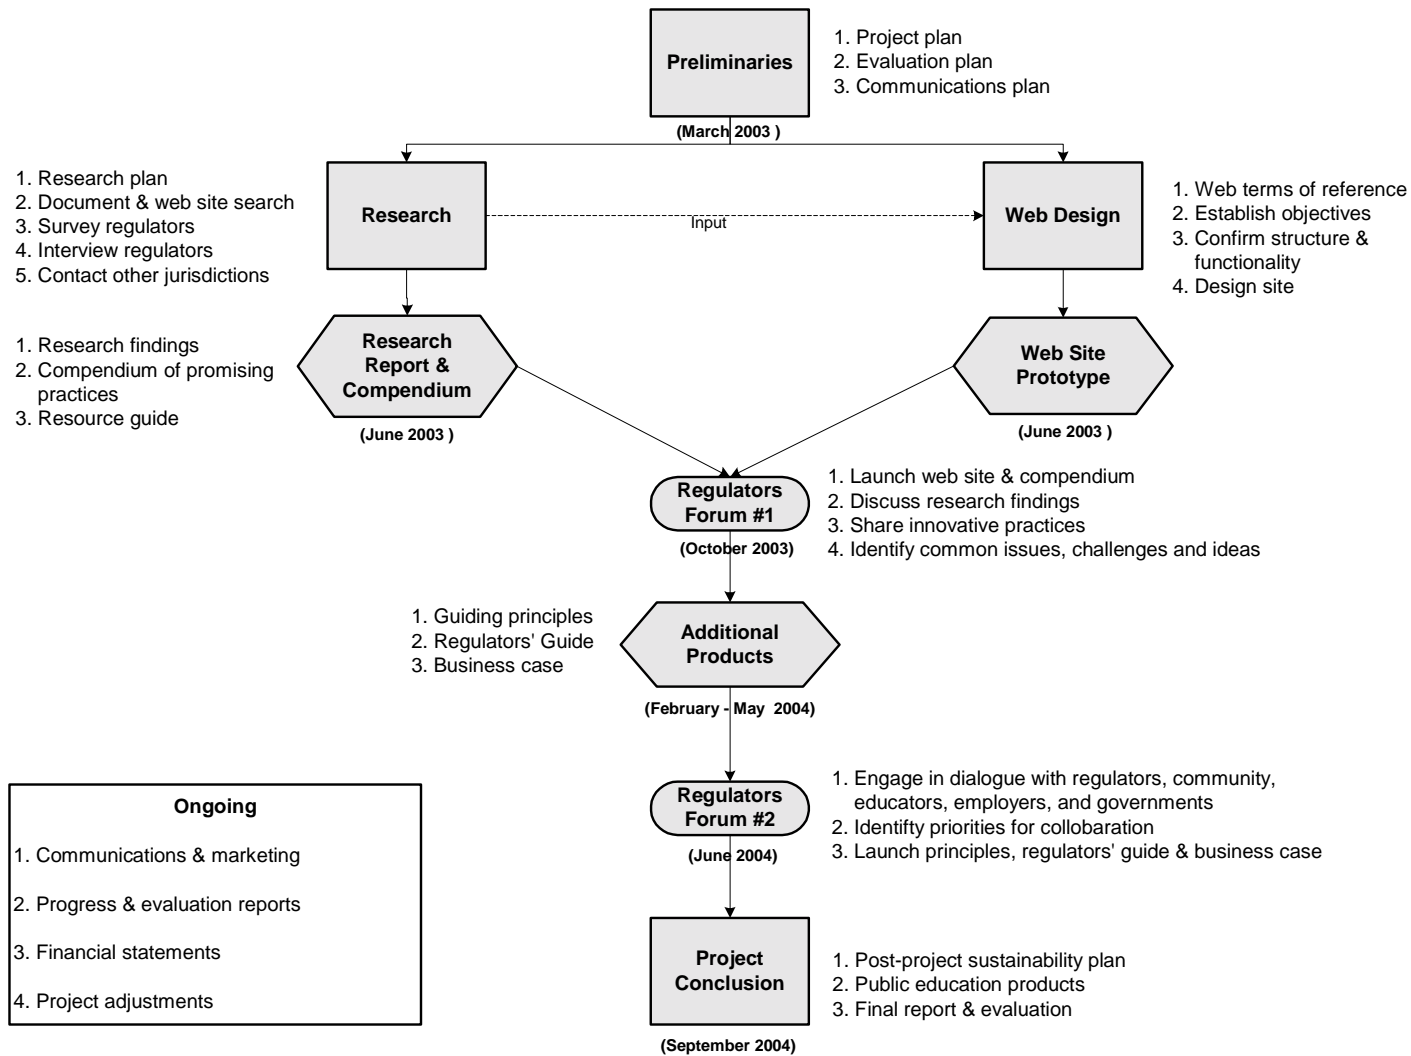 Preliminaries
1. Project plan
2. Evaluation plan
3. Communications plan
(March 2003 )
1. Research plan
2. Document & web site search
3. Survey regulators
4. Interview regulators
5. Contact other jurisdictions
Research
Input
Web Design
1. Web terms of reference
2. Establish objectives
3. Confirm structure &
functionality
4. Design site
1. Research findings
2. Compendium of promising
practices
3. Resource guide
Research
Report &
Compendium
(June 2003 )
Web Site
Prototype
(June 2003 )
Regulators
Forum #1
(October 2003)
1. Launch web site & compendium
2. Discuss research findings
3. Share innovative practices
4. Identify common issues, challenges and ideas
1. Guiding principles
2. Regulators' Guide
3. Business case
Additional
Products
(February - May 2004)
Regulators
Forum #2
(June 2004)
1. Engage in dialogue with regulators, community,
educators, employers, and governments
2. Identifty priorities for collobaration
3. Launch principles, regulators' guide & business case
Ongoing
1. Communications & marketing
2. Progress & evaluation reports
3. Financial statements
4. Project adjustments
Project
Conclusion
(September 2004)
1. Post-project sustainability plan
2. Public education products
3. Final report & evaluation